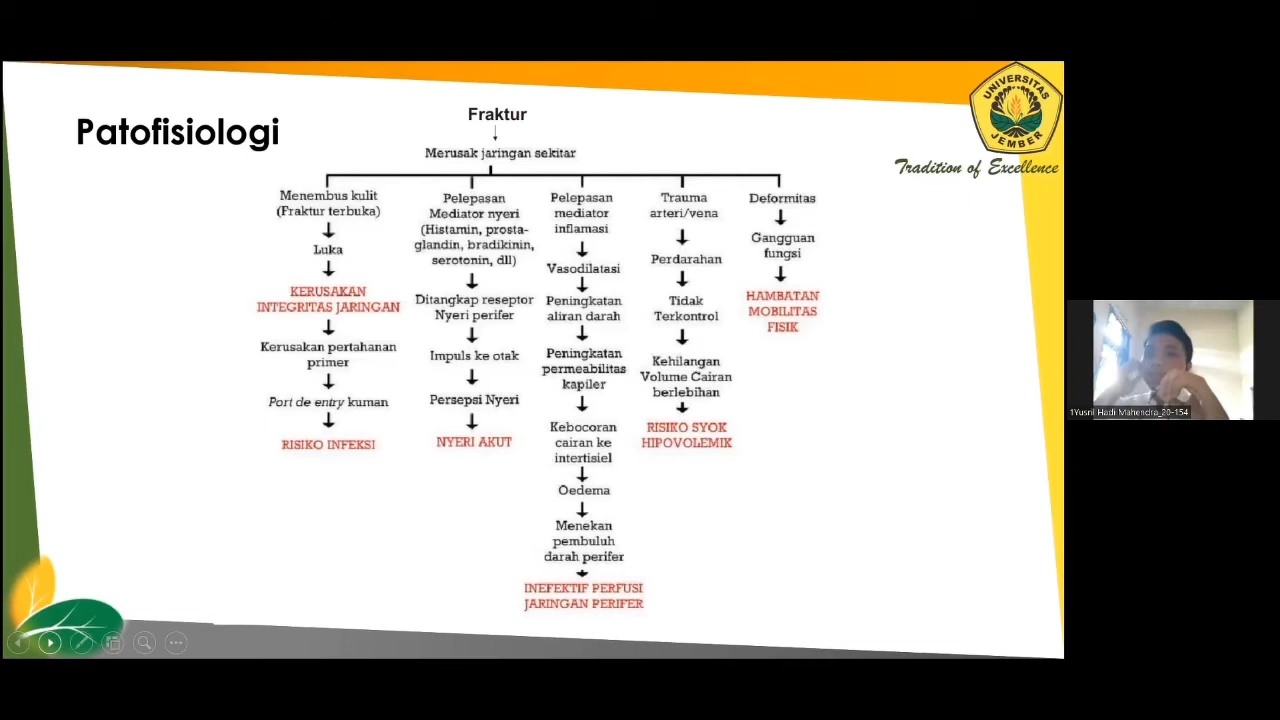 Patofisiologi
Fraktur
Merusak jaringan sekitar
Menembus kulit
(Fraktur terbuka)
Luka
KERUSAKAN
INTEGRITAS JARINGAN
Kerusakan pertahanan
primer
Port de entry kuman
RISIKO INFEKSI
Pelepasan
Mediator nyeri
(Histamin, prosta-
glandin, bradikinin,
serotonin, dll)
Ditangkap reseptor
Nyeri perifer
Impuls ke otak
Persepsi Nyeri
NYERI AKUT
Pelepasan
mediator
inflamasi
Vasodilatasi
Peningkatan
aliran darah
Peningkatan
permeabilitas
kapiler
Kebocoran
cairan ke
intertisiel
Oedema
Menekan
pembuluh
darah perifer
INEFEKTIF PERFUSI
JARINGAN PERIFER
Trauma
arteri/vena
Perdarahan
Tidak
Terkontrol
Kehilangan
Volume Cairan
berlebihan
RISIKO SYOK
HIPOVOLEMIK
Deformitas
Gangguan
fungsi
HAMBATAN
MOBILITAS
FISIK
UNIVERSITAS
JEMBER
Tradition of Excellence
1Yusril Hadi Mahendra_20-154